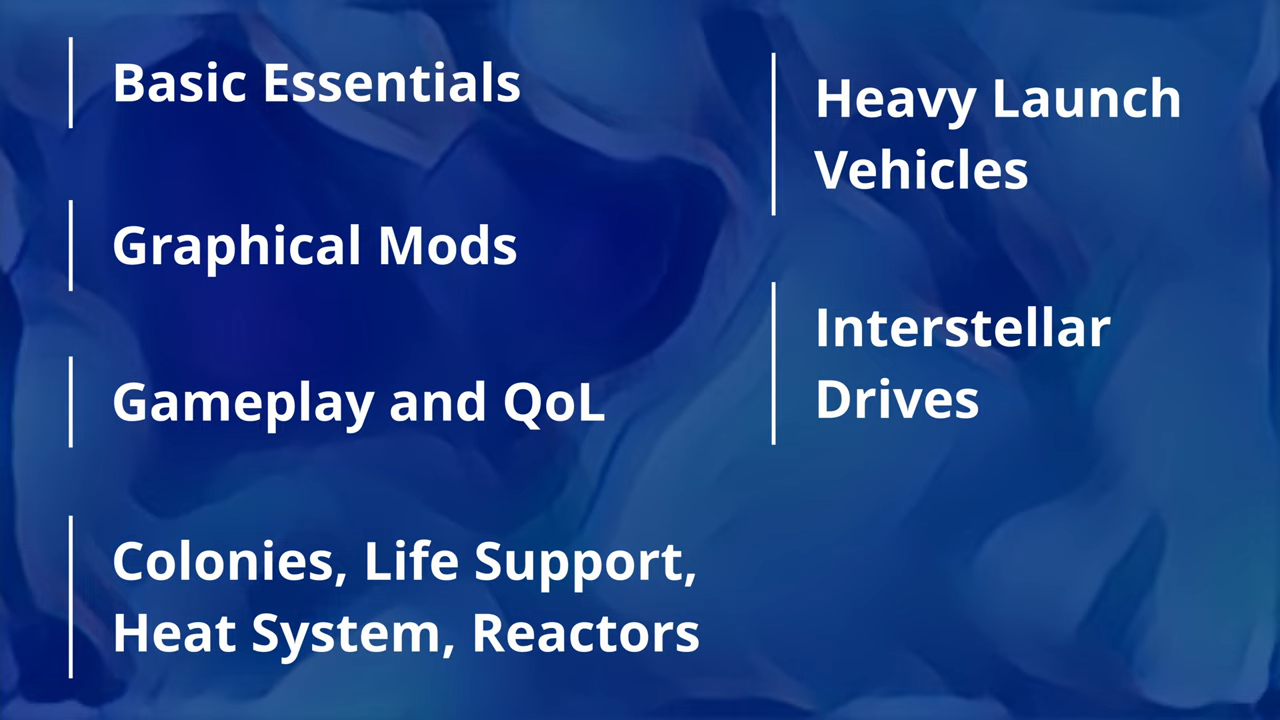 Basic Essentials
Graphical Mods
Gameplay and QoL
Colonies, Life Support,
Heat System, Reactors
Heavy Launch
Vehicles
Interstellar
Drives